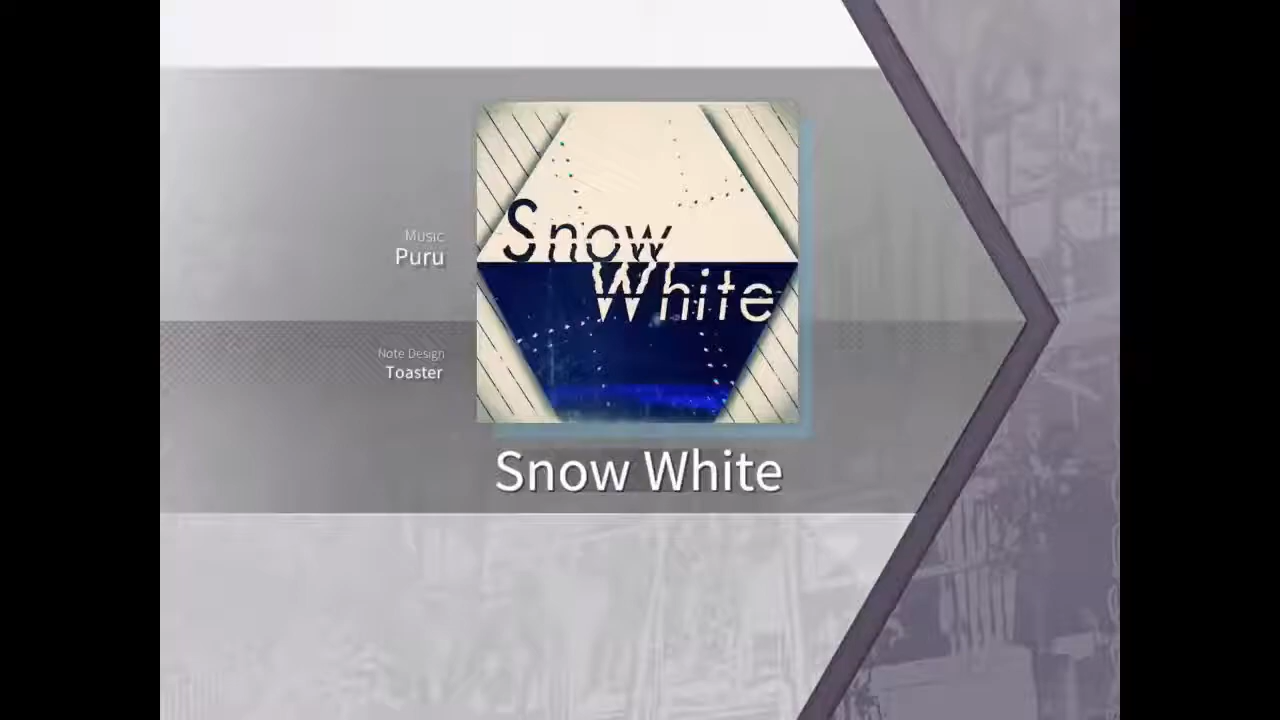 Snow
White
Music
Puru
Note Design
Toaster
Snow White